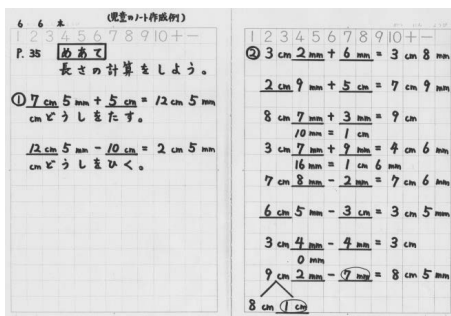 (児童のノート作成例)
6 6 木
1 2 3 4 5 6 7 8 9 10 + −
P. 35 めあて
長さの計算をしよう。
① 7 cm 5 mm + 5 cm = 12 cm 5 mm
cmどうしをたす。
12 cm 5 mm − 10 cm = 2 cm 5 mm
cmどうしをひく。
1 2 3 4 5 6 7 8 9 10 + −
② 3 cm 2 mm + 6 mm = 3 cm 8 mm
2 cm 9 mm + 5 cm = 7 cm 9 mm
8 cm 7 mm + 3 mm = 9 cm
10 mm = 1 cm
3 cm 7 mm + 9 mm = 4 cm 6 mm
16 mm = 1 cm 6 mm
7 cm 8 mm − 2 mm = 7 cm 6 mm
6 cm 5 mm − 3 cm = 3 cm 5 mm
3 cm 4 mm − 4 mm = 3 cm
0 mm
9 cm 2 mm − 7 mm = 8 cm 5 mm
8 cm 1 cm